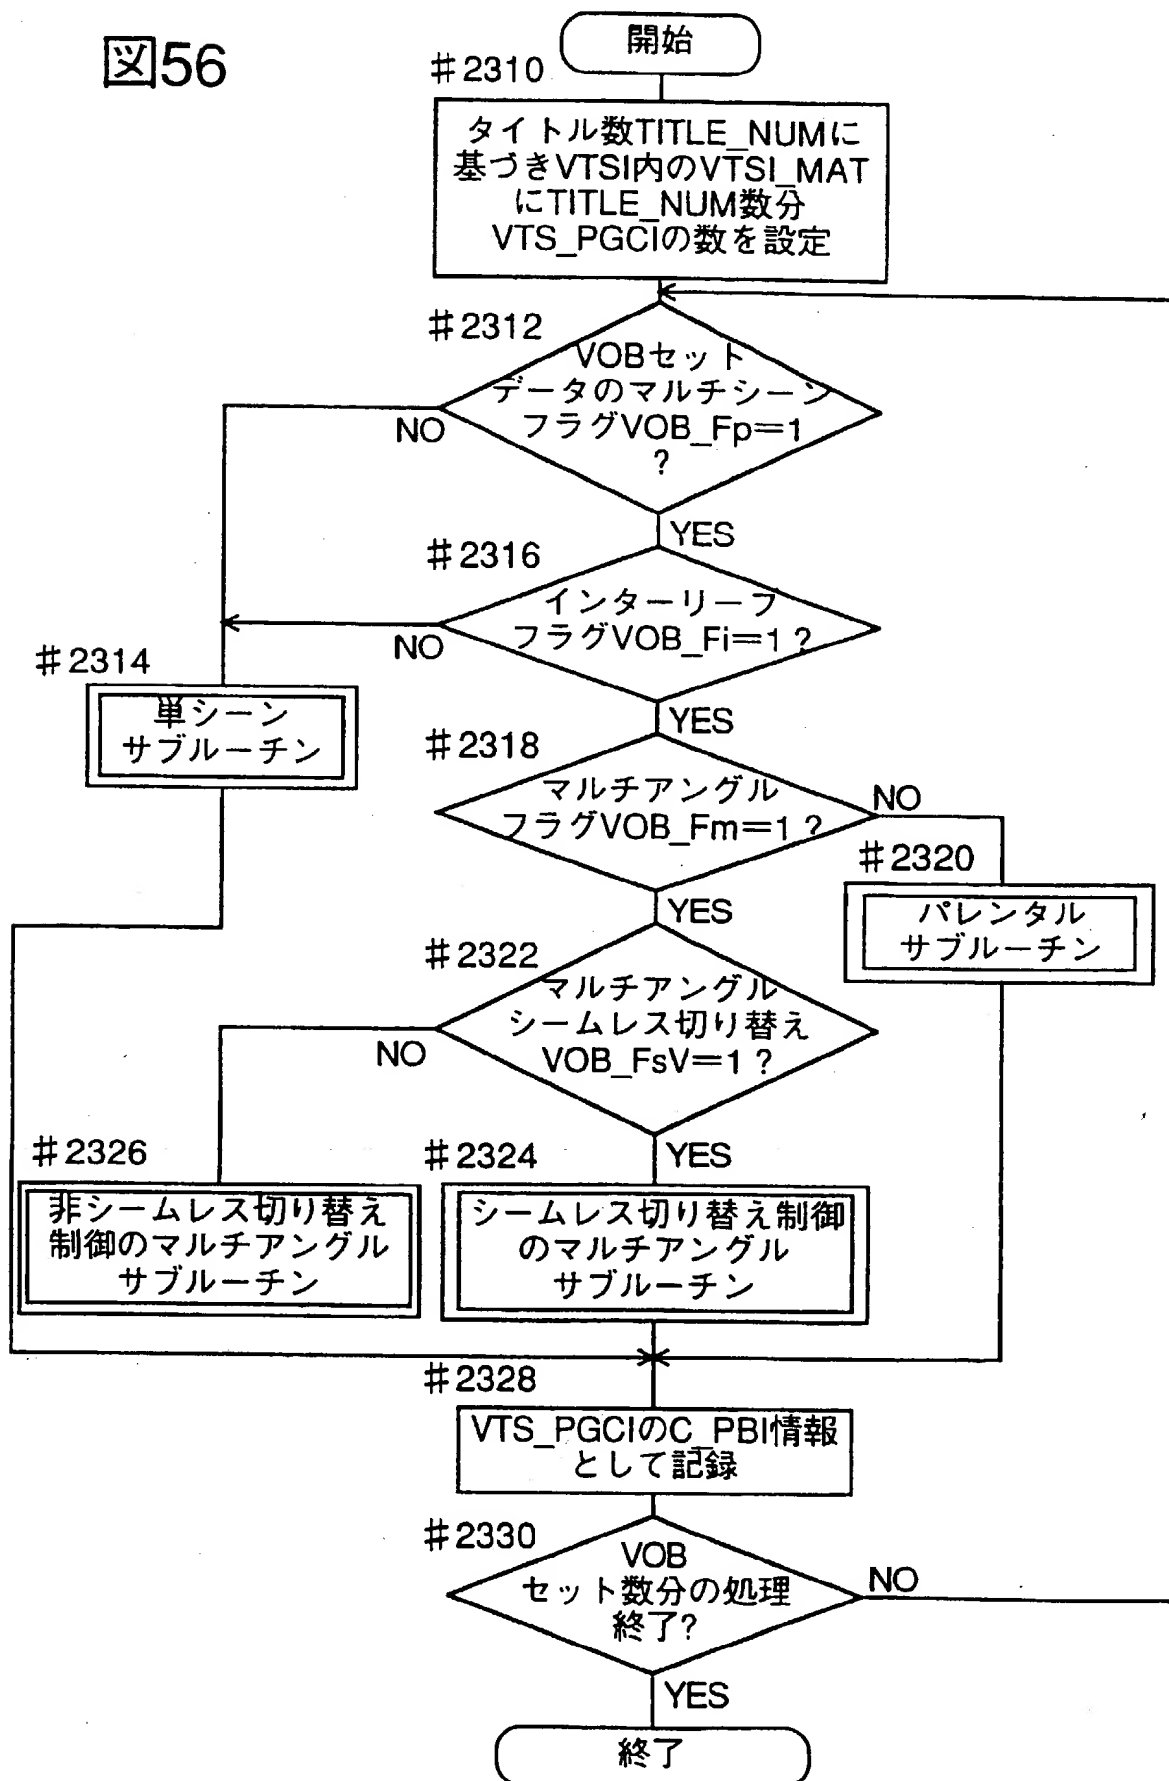 図56
開始
#2310
タイトル数TITLE_NUMに
基づきVTSI内のVTSI_MAT
にTITLE_NUM数分
VTS_PGCIの数を設定
#2312
VOBセット
データのマルチシーン
フラグVOB_Fp=1
?
NO
YES
#2316
インターリーフ
フラグVOB_Fi=1?
NO
YES
#2314
単シーン
サブルーチン
#2318
マルチアングル
フラグVOB_Fm=1?
NO
YES
#2320
パレンタル
サブルーチン
#2322
マルチアングル
シームレス切り替え
VOB_FsV=1?
NO
YES
#2326
非シームレス切り替え
制御のマルチアングル
サブルーチン
#2324
シームレス切り替え制御
のマルチアングル
サブルーチン
#2328
VTS_PGCIのC_PBI情報
として記録
#2330
VOB
セット数分の処理
終了?
NO
YES
終了